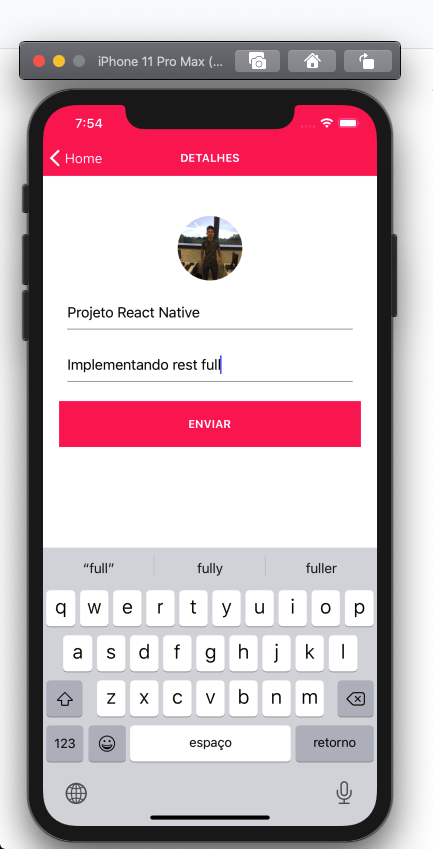 iPhone 11 Pro Max (...
7:54
Home
DETALHES
Projeto React Native
Implementando rest full
ENVIAR
“full” fully fuller
q w e r t y u i o p
a s d f g h j k l
z x c v b n m
123 espaço retorno